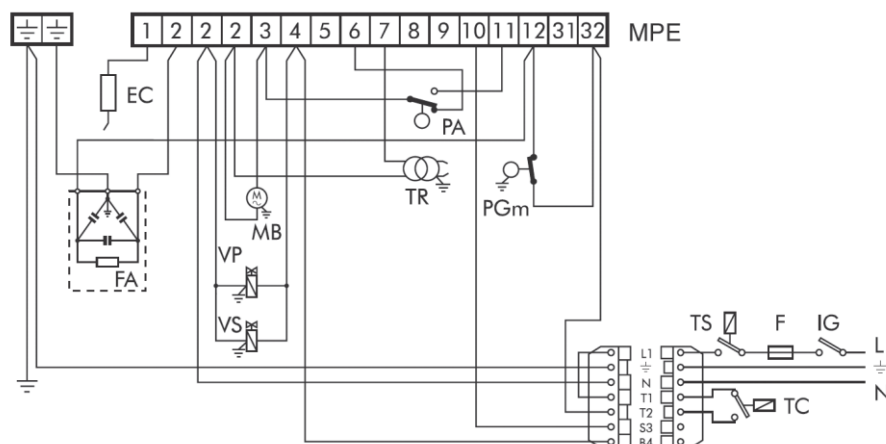 1 2 2 2 3 4 5 6 7 8 9 10 11 12 31 32 MPE
EC
PA
TR
PGm
MB
FA
VP
VS
TS F IG L
L1
N N
T1
T2 TC
S3
B4